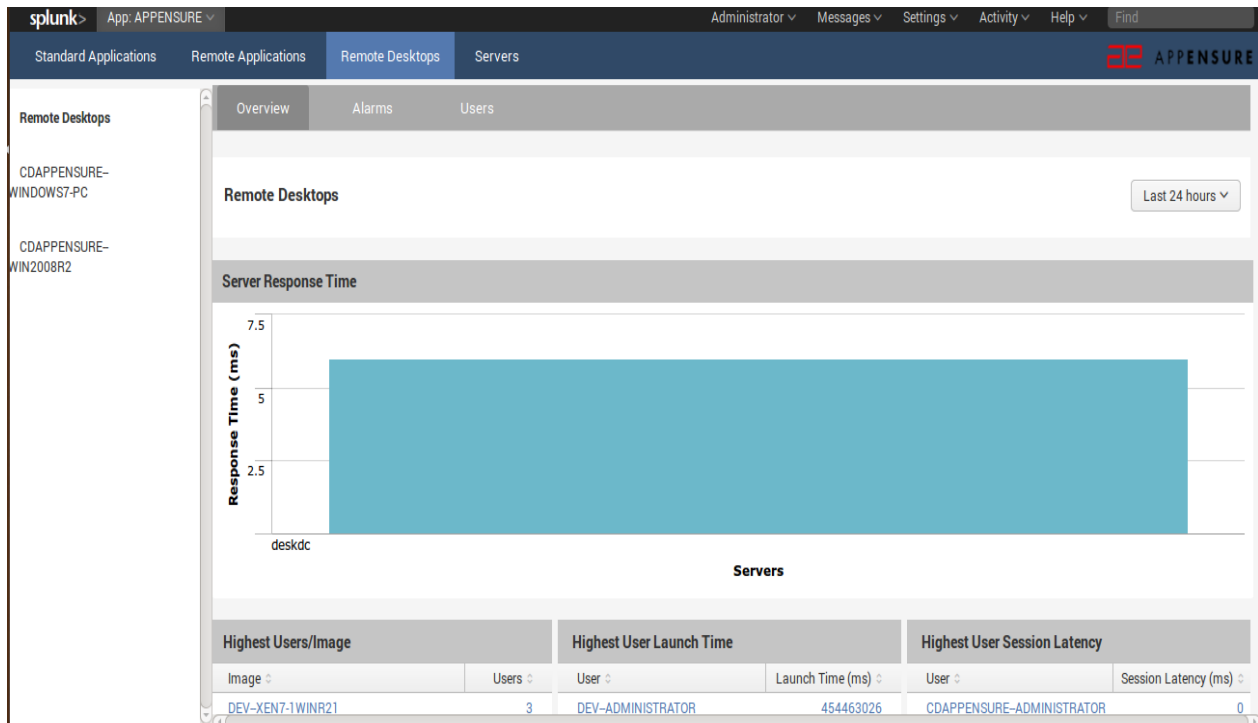 splunk> App: APPENSURE Administrator Messages Settings Activity Help Find
Standard Applications Remote Applications Remote Desktops Servers ae APPENSURE
Remote Desktops
CDAPPENSURE–
WINDOWS7-PC
CDAPPENSURE–
WIN2008R2
Overview Alarms Users
Remote Desktops Last 24 hours
Server Response Time
7.5
5
2.5
Response Time (ms)
deskdc
Servers
Highest Users/Image
Image Users
DEV–XEN7-1WINR21 3
Highest User Launch Time
User Launch Time (ms)
DEV–ADMINISTRATOR 454463026
Highest User Session Latency
User Session Latency (ms)
CDAPPENSURE–ADMINISTRATOR 0